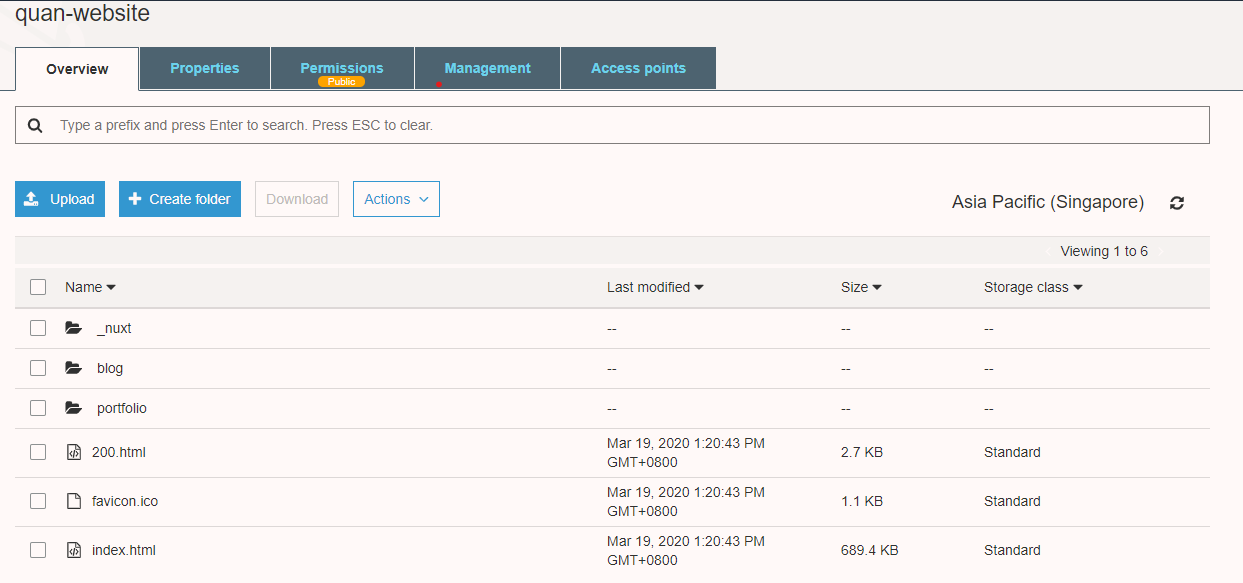 quan-website
Overview Properties Permissions Management Access points
Public
Type a prefix and press Enter to search. Press ESC to clear.
Upload Create folder Download Actions Asia Pacific (Singapore)
Viewing 1 to 6
Name Last modified Size Storage class
_nuxt -- -- --
blog -- -- --
portfolio -- -- --
200.html Mar 19, 2020 1:20:43 PM GMT+0800 2.7 KB Standard
favicon.ico Mar 19, 2020 1:20:43 PM GMT+0800 1.1 KB Standard
index.html Mar 19, 2020 1:20:43 PM GMT+0800 689.4 KB Standard